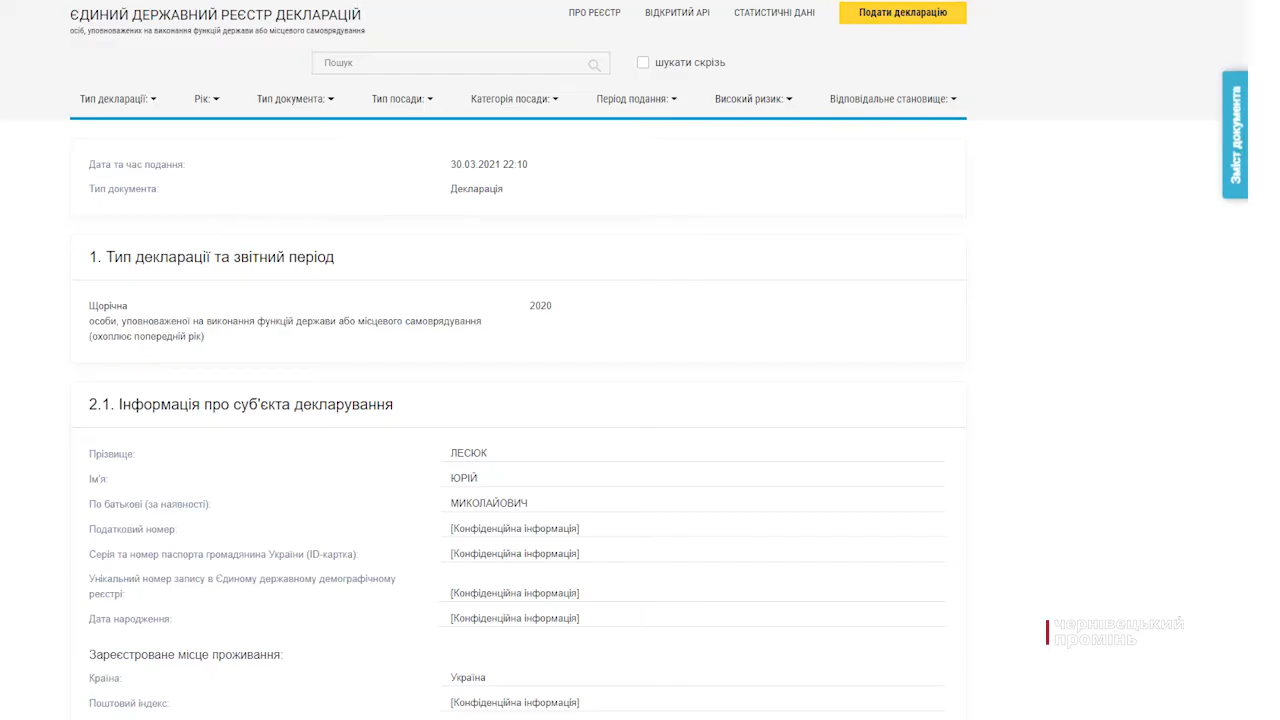 ЄДИНИЙ ДЕРЖАВНИЙ РЕЄСТР ДЕКЛАРАЦІЙ
осіб, уповноважених на виконання функцій держави або місцевого самоврядування
ПРО РЕЄСТР ВІДКРИТИЙ АРІ СТАТИСТИЧНІ ДАНІ Подати декларацію
Пошук шукати скрізь
Тип декларації: Рік: Тип документа: Тип посади: Категорія посади: Період подання: Високий ризик: Відповідальне становище:
Зміст документа
Дата та час подання: 30.03.2021 22:10
Тип документа: Декларація
1. Тип декларації та звітний період
Щорічна 2020
особи, уповноваженої на виконання функцій держави або місцевого самоврядування
(охоплює попередній рік)
2.1. Інформація про суб'єкта декларування
Прізвище: ЛЕСЮК
Ім'я: ЮРІЙ
По батькові (за наявності): МИКОЛАЙОВИЧ
Податковий номер: [Конфіденційна інформація]
Серія та номер паспорта громадянина України (ID-картка): [Конфіденційна інформація]
Унікальний номер запису в Єдиному державному демографічному
реєстрі: [Конфіденційна інформація]
Дата народження: [Конфіденційна інформація]
Зареєстроване місце проживання:
Країна: Україна
Поштовий індекс: [Конфіденційна інформація]
чернівецький
промінь